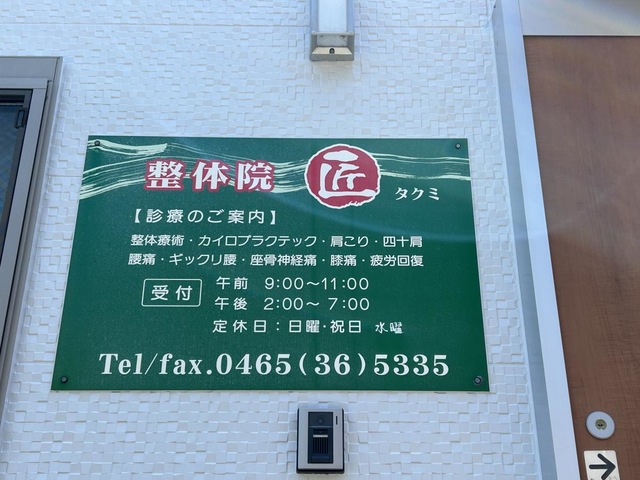 整体院 匠 タクミ
【診療のご案内】
整体療術・カイロプラクテック・肩こり・四十肩
腰痛・ギックリ腰・座骨神経痛・膝痛・疲労回復
受付 午前 9:00～11:00
午後 2:00～ 7:00
定休日：日曜・祝日 水曜
Tel/fax.0465(36)5335